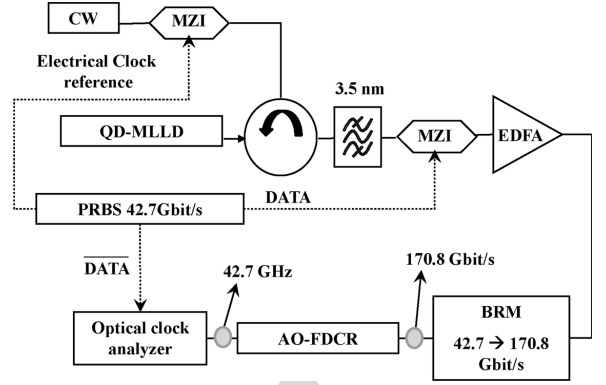 CW
MZI
Electrical Clock
reference
3.5 nm
QD-MLLD
MZI
EDFA
DATA
PRBS 42.7Gbit/s
DATA
42.7 GHz
170.8 Gbit/s
Optical clock
analyzer
AO-FDCR
BRM
42.7 → 170.8
Gbit/s